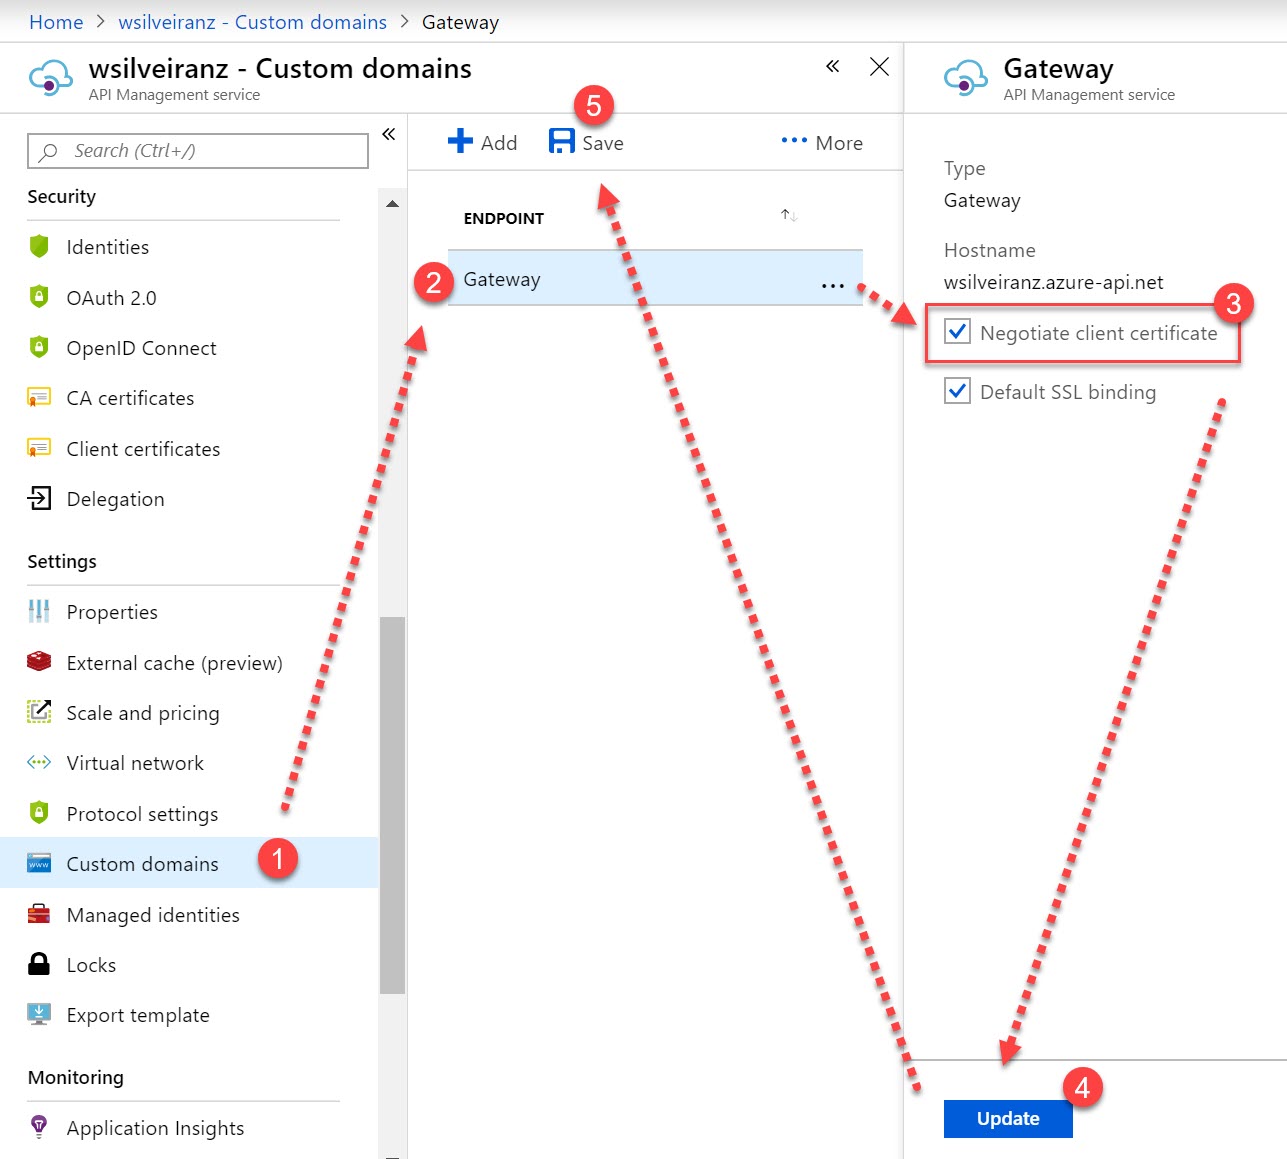 Home > wsilveiranz - Custom domains > Gateway
wsilveiranz - Custom domains
API Management service
Search (Ctrl+/)
Security
Identities
OAuth 2.0
OpenID Connect
CA certificates
Client certificates
Delegation
Settings
Properties
External cache (preview)
Scale and pricing
Virtual network
Protocol settings
Custom domains
1
Managed identities
Locks
Export template
Monitoring
Application Insights
5
Add Save ... More
ENDPOINT
2 Gateway ...
Gateway
API Management service
Type
Gateway
Hostname
wsilveiranz.azure-api.net
3
Negotiate client certificate
Default SSL binding
4
Update